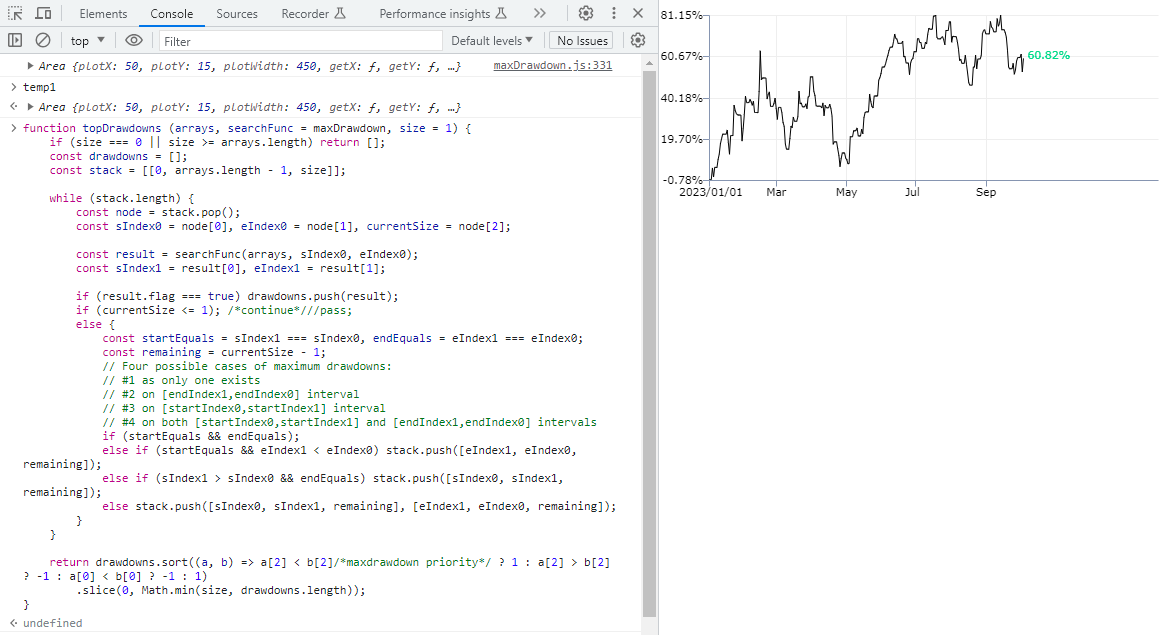 Elements Console Sources Recorder Performance insights
top Filter Default levels No Issues
Area {plotX: 50, plotY: 15, plotWidth: 450, getX: ƒ, getY: ƒ, …} maxDrawdown.js:331
temp1
Area {plotX: 50, plotY: 15, plotWidth: 450, getX: ƒ, getY: ƒ, …}
function topDrawdowns (arrays, searchFunc = maxDrawdown, size = 1) {
if (size === 0 || size >= arrays.length) return [];
const drawdowns = [];
const stack = [[0, arrays.length - 1, size]];
while (stack.length) {
const node = stack.pop();
const sIndex0 = node[0], eIndex0 = node[1], currentSize = node[2];
const result = searchFunc(arrays, sIndex0, eIndex0);
const sIndex1 = result[0], eIndex1 = result[1];
if (result.flag === true) drawdowns.push(result);
if (currentSize <= 1); /*continue*///pass;
else {
const startEquals = sIndex1 === sIndex0, endEquals = eIndex1 === eIndex0;
const remaining = currentSize - 1;
// Four possible cases of maximum drawdowns:
// #1 as only one exists
// #2 on [endIndex1,endIndex0] interval
// #3 on [startIndex0,startIndex1] interval
// #4 on both [startIndex0,startIndex1] and [endIndex1,endIndex0] intervals
if (startEquals && endEquals);
else if (startEquals && eIndex1 < eIndex0) stack.push([eIndex1, eIndex0,
remaining]);
else if (sIndex1 > sIndex0 && endEquals) stack.push([sIndex0, sIndex1,
remaining]);
else stack.push([sIndex0, sIndex1, remaining], [eIndex1, eIndex0, remaining]);
}
}
return drawdowns.sort((a, b) => a[2] < b[2]/*maxdrawdown priority*/ ? 1 : a[2] > b[2]
? -1 : a[0] < b[0] ? -1 : 1)
.slice(0, Math.min(size, drawdowns.length));
}
undefined
81.15%
60.67%
60.82%
40.18%
19.70%
-0.78%
2023/01/01 Mar May Jul Sep